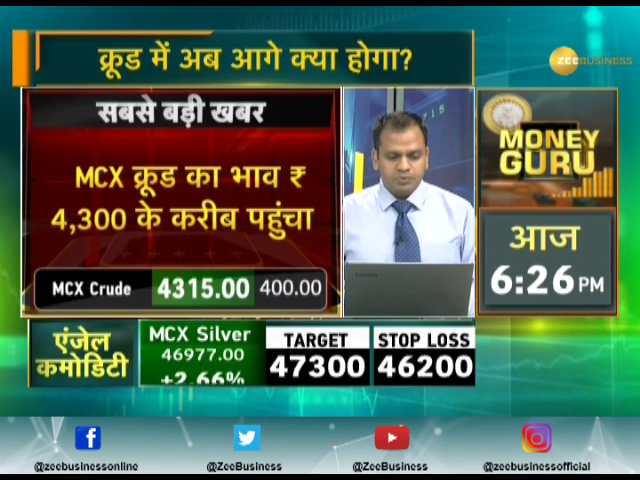 क्रूड में अब आगे क्या होगा?
ZEEBUSINESS
सबसे बड़ी खबर
MCX क्रूड का भाव ₹
4,300 के करीब पहुंचा
MCX Crude 4315.00 400.00
MONEY
GURU
आज
6:26 PM
एंजेल
कमोडिटी
MCX Silver
46977.00
+2.66%
TARGET
47300
STOP LOSS
46200
@zeebusinessonline
@ZeeBusiness
@ZeeBusiness
@zeebusinessofficial